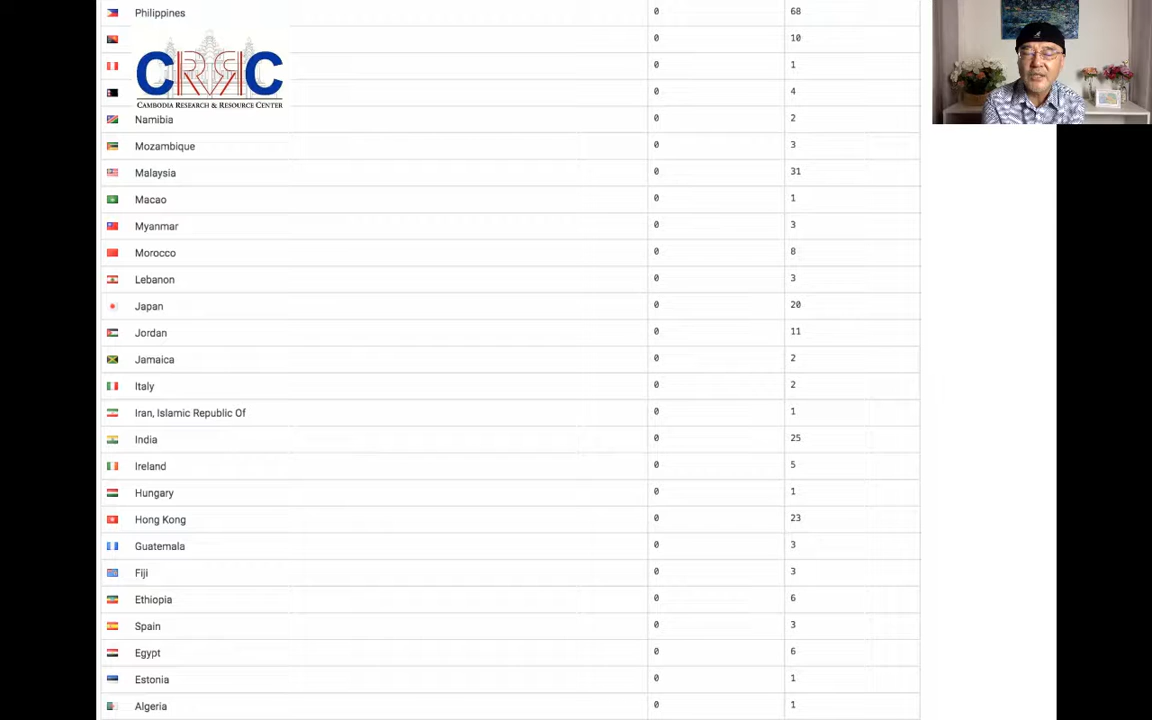 Philippines 0 68
0 10
0 1
0 4
CRRC
CAMBODIA RESEARCH & RESOURCE CENTER
Namibia 0 2
Mozambique 0 3
Malaysia 0 31
Macao 0 1
Myanmar 0 3
Morocco 0 8
Lebanon 0 3
Japan 0 20
Jordan 0 11
Jamaica 0 2
Italy 0 2
Iran, Islamic Republic Of 0 1
India 0 25
Ireland 0 5
Hungary 0 1
Hong Kong 0 23
Guatemala 0 3
Fiji 0 3
Ethiopia 0 6
Spain 0 3
Egypt 0 6
Estonia 0 1
Algeria 0 1